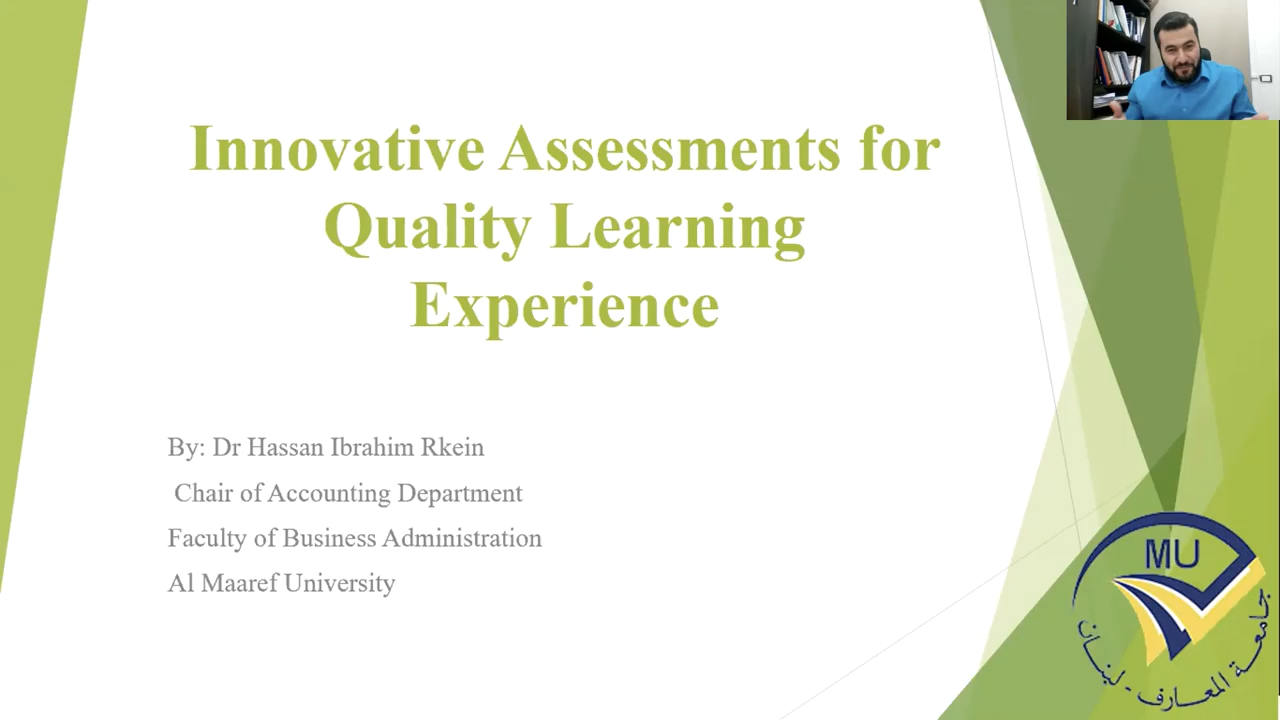 Innovative Assessments for
Quality Learning
Experience
By: Dr Hassan Ibrahim Rkein
Chair of Accounting Department
Faculty of Business Administration
Al Maaref University
MU
جامعة المعارف - لبنان